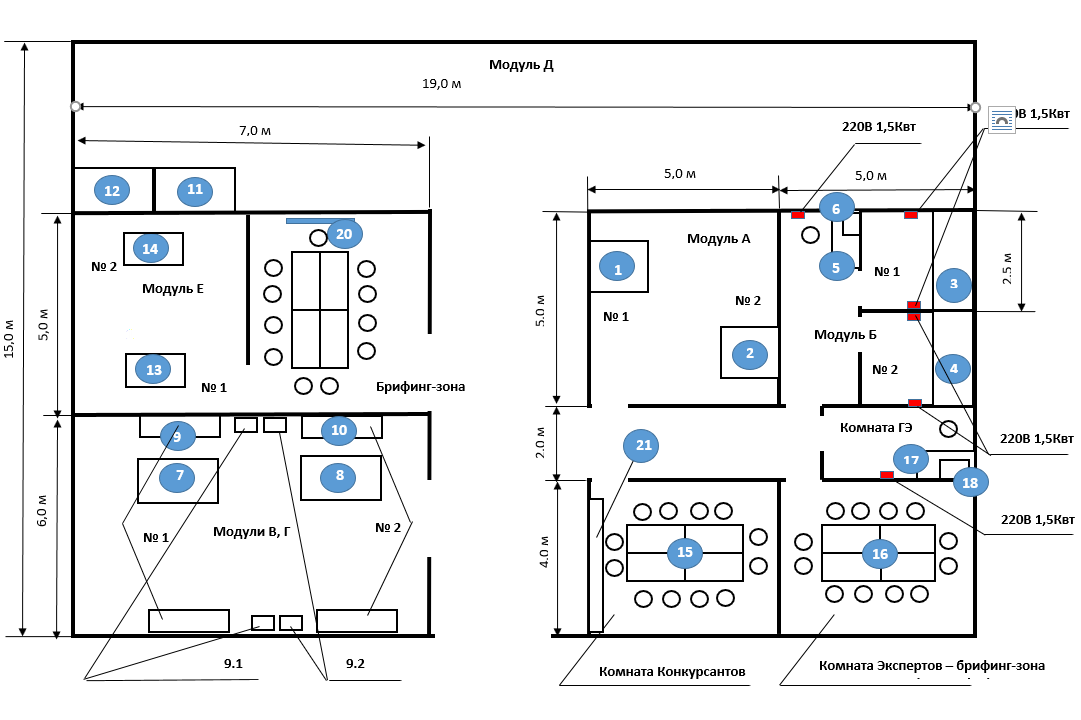 Модуль Д
19,0 м
7,0 м
220В 1,5Квт
0В 1,5Квт
5,0 м
5,0 м
12
11
6
20
14
№ 2
Модуль Е
Модуль А
1
№ 2
№ 1
5
№ 1
3
2.5 м
15,0 м
5,0 м
5.0 м
Модуль Б
2
№ 2
4
13
№ 1
Брифинг-зона
9
10
Комната ГЭ
2.0 м
21
17
18
220В 1,5Квт
7
8
6,0 м
№ 1
Модули В, Г
№ 2
4.0 м
15
16
220В 1,5Квт
9.1
9.2
Комната Конкурсантов
Комната Экспертов – брифинг-зона